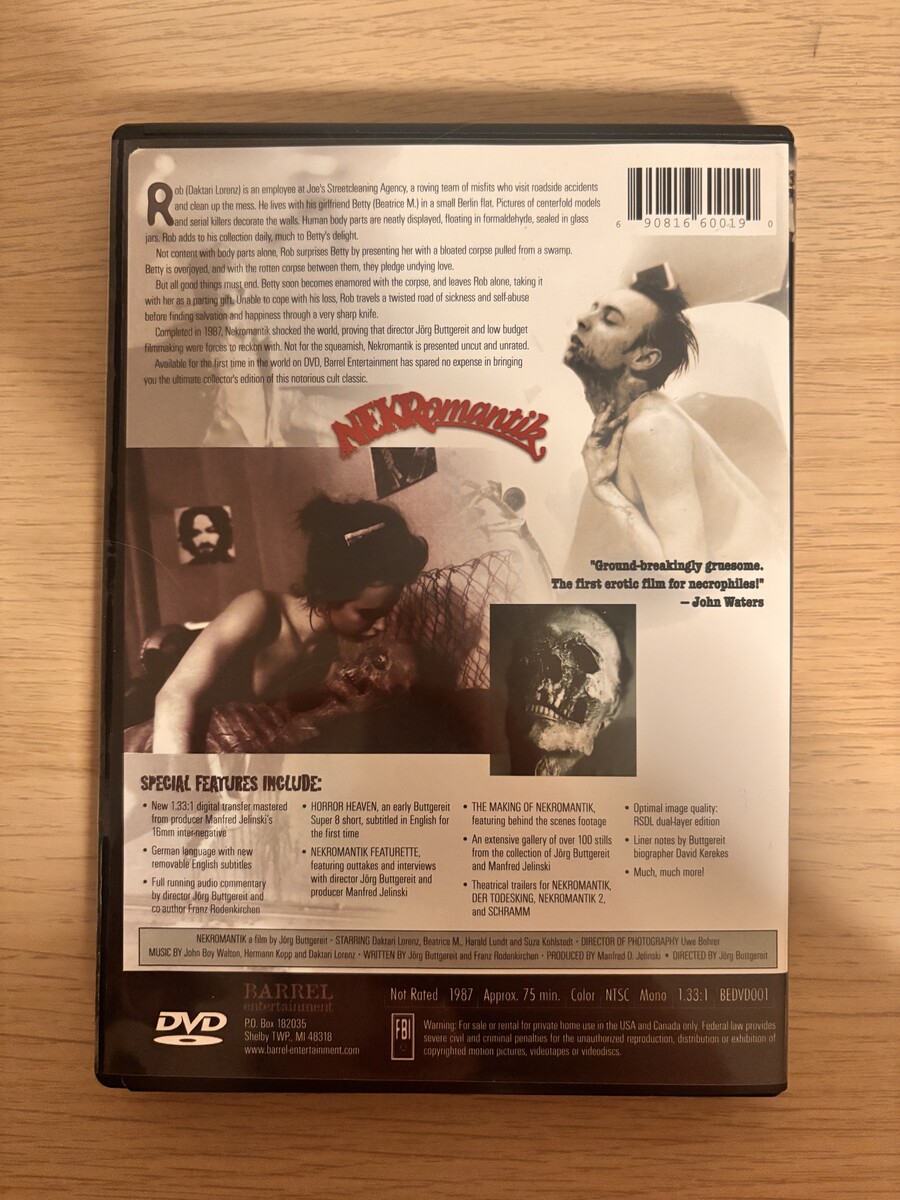 Rob (Daktari Lorenz) is an employee at Joe's Streetcleaning Agency, a roving team of misfits who visit roadside accidents
and clean up the mess. He lives with his girlfriend Betty (Beatrice M.) in a small Berlin flat. Pictures of centerfold models
and serial killers decorate the walls. Human body parts are neatly displayed, floating in formaldehyde, sealed in glass
jars. Rob adds to his collection daily, much to Betty's delight.
Not content with body parts alone, Rob surprises Betty by presenting her with a bloated corpse pulled from a swamp.
Betty is overjoyed, and with the rotten corpse between them, they pledge undying love.
But all good things must end. Betty soon becomes enamored with the corpse, and leaves Rob alone, taking it
with her as a parting gift. Unable to cope with his loss, Rob travels a twisted road of sickness and self-abuse
before finding salvation and happiness through a very sharp knife.
Completed in 1987, Nekromantik shocked the world, proving that director Jörg Buttgereit and low budget
filmmaking were forces to reckon with. Not for the squeamish, Nekromantik is presented uncut and unrated.
Available for the first time in the world on DVD, Barrel Entertainment has spared no expense in bringing
you the ultimate collector's edition of this notorious cult classic.
6 90816 60019 0
NEKRomantik
"Ground-breakingly gruesome.
The first erotic film for necrophiles!"
– John Waters
SPECIAL FEATURES INCLUDE:
• New 1.33:1 digital transfer mastered
from producer Manfred Jelinski's
16mm inter-negative
• German language with new
removable English subtitles
• Full running audio commentary
by director Jörg Buttgereit and
co author Franz Rodenkirchen
• HORROR HEAVEN, an early Buttgereit
Super 8 short, subtitled in English for
the first time
• NEKROMANTIK FEATURETTE,
featuring outtakes and interviews
with director Jörg Buttgereit and
producer Manfred Jelinski
• THE MAKING OF NEKROMANTIK,
featuring behind the scenes footage
• An extensive gallery of over 100 stills
from the collection of Jörg Buttgereit
and Manfred Jelinski
• Theatrical trailers for NEKROMANTIK,
DER TODESKING, NEKROMANTIK 2,
and SCHRAMM
• Optimal image quality:
RSDL dual-layer edition
• Liner notes by Buttgereit
biographer David Kerekes
• Much, much more!
NEKROMANTIK a film by Jörg Buttgereit • STARRING Daktari Lorenz, Beatrice M., Harald Lundt and Suza Kohlstedt • DIRECTOR OF PHOTOGRAPHY Uwe Bohrer
MUSIC BY John Boy Walton, Hermann Kopp and Daktari Lorenz • WRITTEN BY Jörg Buttgereit and Franz Rodenkirchen • PRODUCED BY Manfred O. Jelinski • DIRECTED BY Jörg Buttgereit
DVD
BARREL
entertainment
P.O. Box 182035
Shelby TWP., MI 48318
www.barrel-entertainment.com
Not Rated 1987 Approx. 75 min. Color NTSC Mono 1.33:1 BEDVD001
FBI
Warning: For sale or rental for private home use in the USA and Canada only. Federal law provides
severe civil and criminal penalties for the unauthorized reproduction, distribution or exhibition of
copyrighted motion pictures, videotapes or videodiscs.